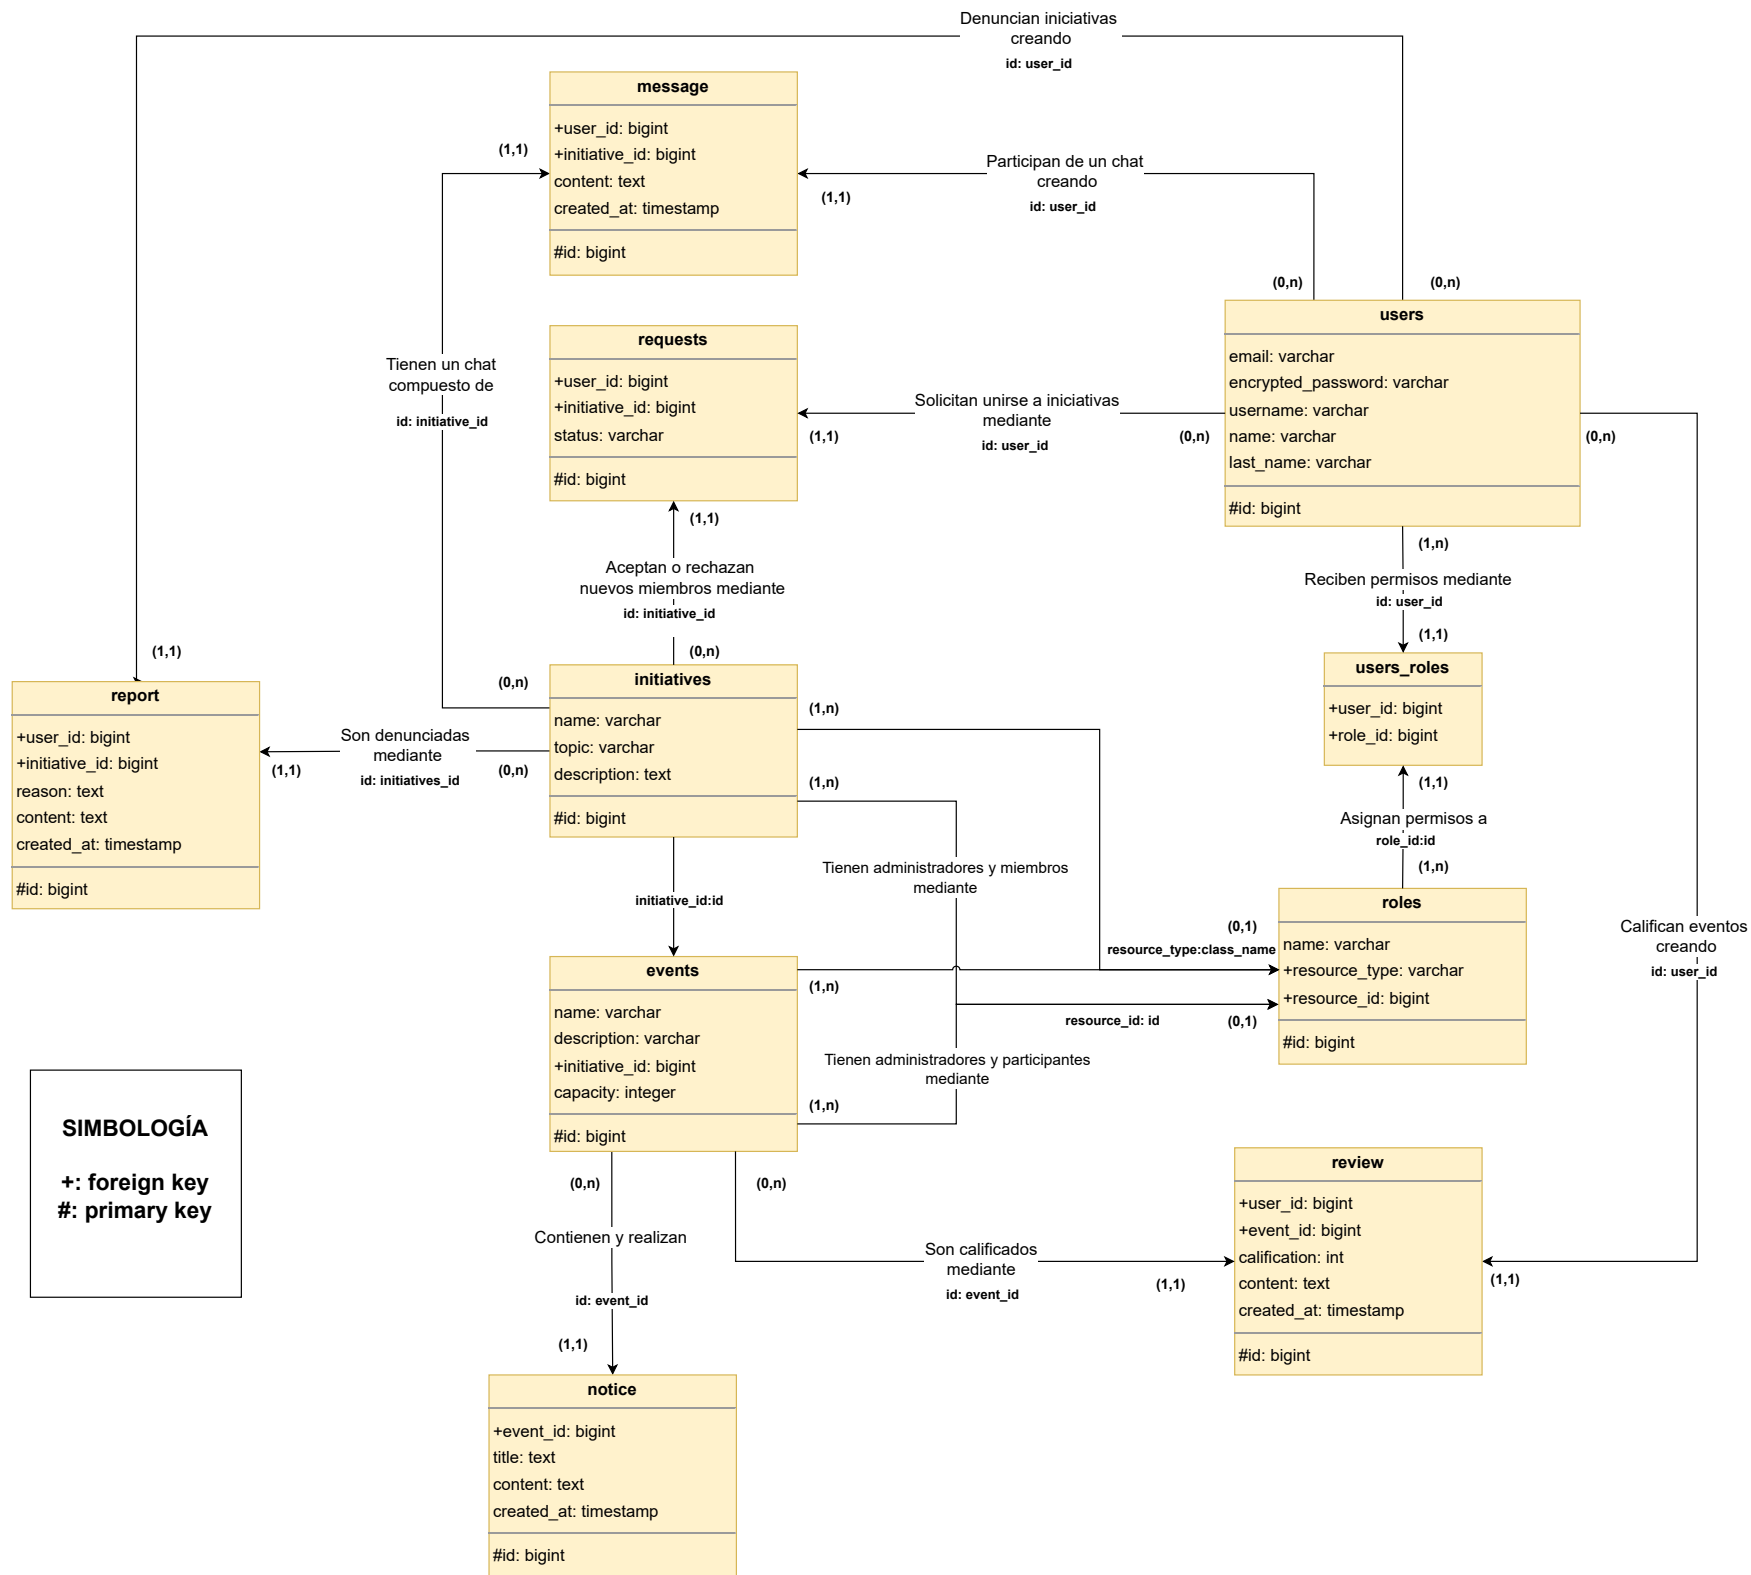 Denuncian iniciativas
creando
id: user_id
message
+user_id: bigint
+initiative_id: bigint
content: text
created_at: timestamp
#id: bigint
(1,1)
Participan de un chat
creando
id: user_id
(1,1)
(0,n)
(0,n)
users
email: varchar
encrypted_password: varchar
username: varchar
name: varchar
last_name: varchar
#id: bigint
requests
+user_id: bigint
+initiative_id: bigint
status: varchar
#id: bigint
Tienen un chat
compuesto de
id: initiative_id
Solicitan unirse a iniciativas
mediante
id: user_id
(1,1)
(0,n)
(0,n)
(1,1)
Aceptan o rechazan
nuevos miembros mediante
id: initiative_id
(0,n)
(1,n)
Reciben permisos mediante
id: user_id
(1,1)
users_roles
+user_id: bigint
+role_id: bigint
(1,1)
Asignan permisos a
role_id:id
(1,n)
(1,1)
report
+user_id: bigint
+initiative_id: bigint
reason: text
content: text
created_at: timestamp
#id: bigint
Son denunciadas
mediante
id: initiatives_id
(1,1)
(0,n)
(0,n)
initiatives
name: varchar
topic: varchar
description: text
#id: bigint
(1,n)
(1,n)
Tienen administradores y miembros
mediante
initiative_id:id
roles
name: varchar
+resource_type: varchar
+resource_id: bigint
#id: bigint
(0,1)
resource_type:class_name
resource_id: id
(0,1)
Califican eventos
creando
id: user_id
events
name: varchar
description: varchar
+initiative_id: bigint
capacity: integer
#id: bigint
(1,n)
Tienen administradores y participantes
mediante
(1,n)
SIMBOLOGÍA
+: foreign key
#: primary key
(0,n)
(0,n)
Contienen y realizan
id: event_id
(1,1)
Son calificados
mediante
id: event_id
(1,1)
review
+user_id: bigint
+event_id: bigint
calification: int
content: text
created_at: timestamp
#id: bigint
(1,1)
notice
+event_id: bigint
title: text
content: text
created_at: timestamp
#id: bigint